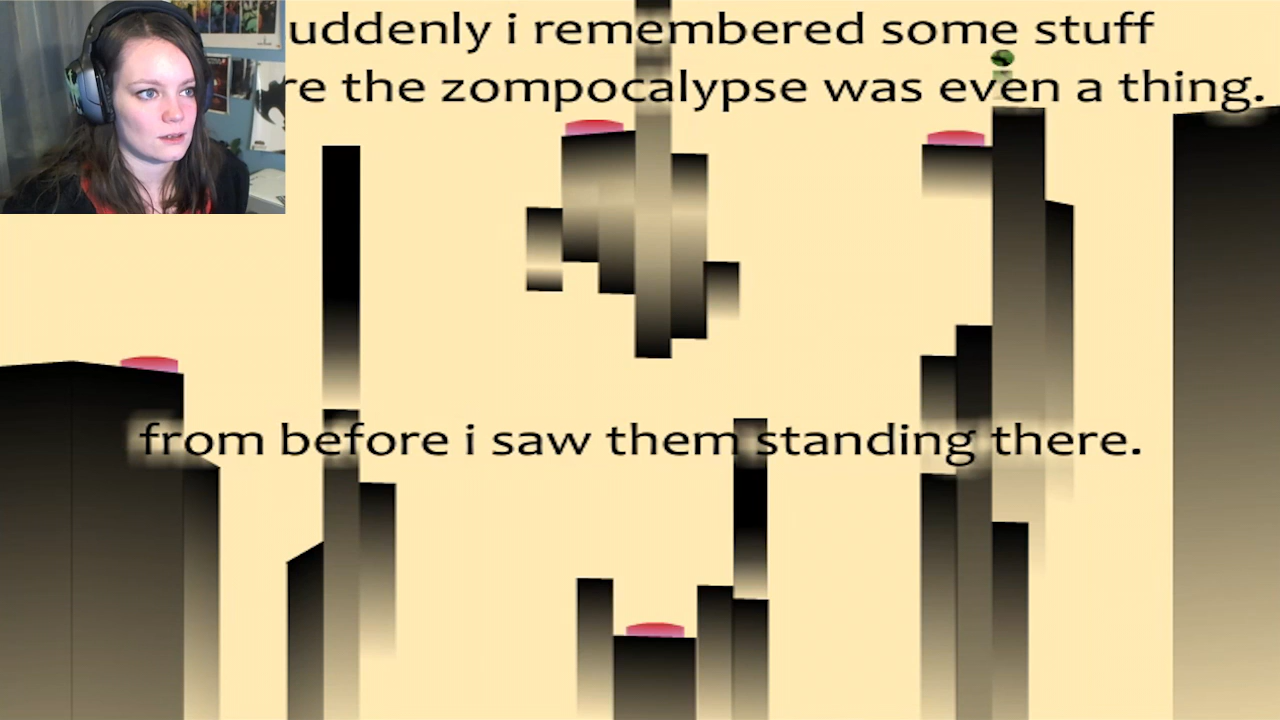 uddenly i remembered some stuff
re the zompocalypse was even a thing.
from before i saw them standing there.